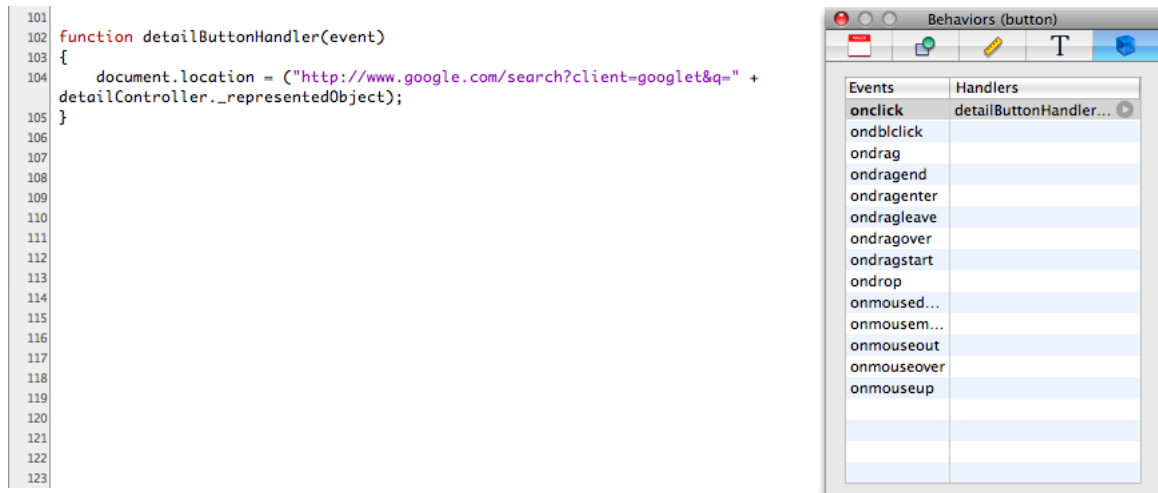 101
102 function detailButtonHandler(event)
103 {
104 document.location = ("http://www.google.com/search?client=googlet&q=" +
detailController._representedObject);
105 }
106
107
108
109
110
111
112
113
114
115
116
117
118
119
120
121
122
123
Behaviors (button)
T
Events Handlers
onclick detailButtonHandler...
ondblclick
ondrag
ondragend
ondragenter
ondragleave
ondragover
ondragstart
ondrop
onmoused...
onmousem...
onmouseout
onmouseover
onmouseup